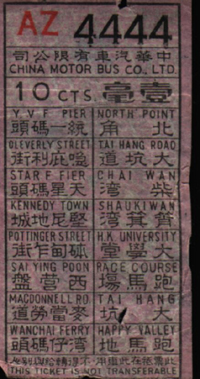 AZ 4444
司公限有車汽華中
CHINA MOTOR BUS CO., LTD
10 CTS. 毫壹
Y V F PIER NORTH POINT
頭碼 角北
CLEVERLY STREET TAI HANG ROAD
街利 道坑大
STAR F PIER CHAI WAN
頭碼星天 灣柴
KENNEDY TOWN SHAUKIWAN
城地尼堅 灣箕筲
POTTINGER STREET H.K. UNIVERSITY
街乍甸砵 堂學大
SAI YING POON RACE COURSE
盤營西 場馬跑
MACDONNELL RD. TAI HANG
道勞當麥 坑大
WANCHAI FERRY HAPPY VALLEY
頭碼仔灣 地馬跑
THIS TICKET IS NOT TRANSFERABLE